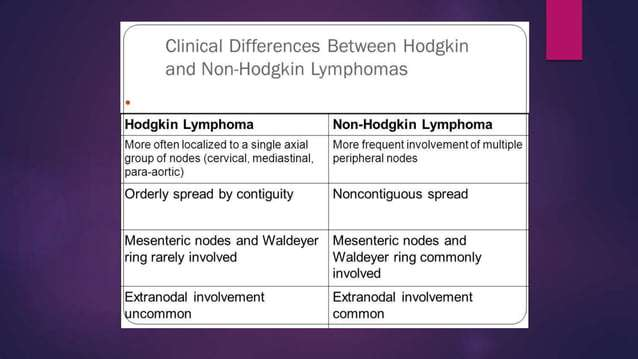 Clinical Differences Between Hodgkin
and Non-Hodgkin Lymphomas
•
Hodgkin Lymphoma
Non-Hodgkin Lymphoma
More often localized to a single axial
group of nodes (cervical, mediastinal,
para-aortic)
More frequent involvement of multiple
peripheral nodes
Orderly spread by contiguity
Noncontiguous spread
Mesenteric nodes and Waldeyer
ring rarely involved
Mesenteric nodes and
Waldeyer ring commonly
involved
Extranodal involvement
uncommon
Extranodal involvement
common